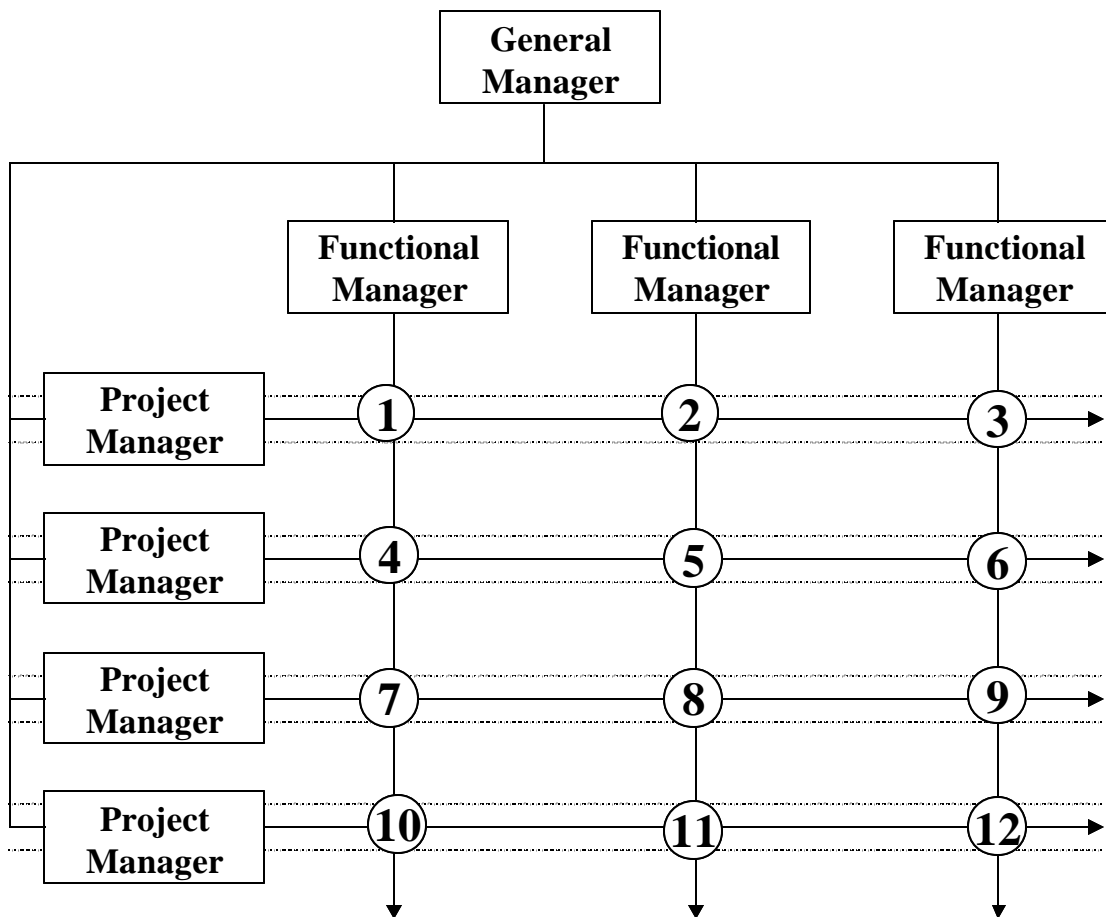 General
Manager
Functional
Manager
Functional
Manager
Functional
Manager
Project
Manager
1
2
3
Project
Manager
4
5
6
Project
Manager
7
8
9
Project
Manager
10
11
12